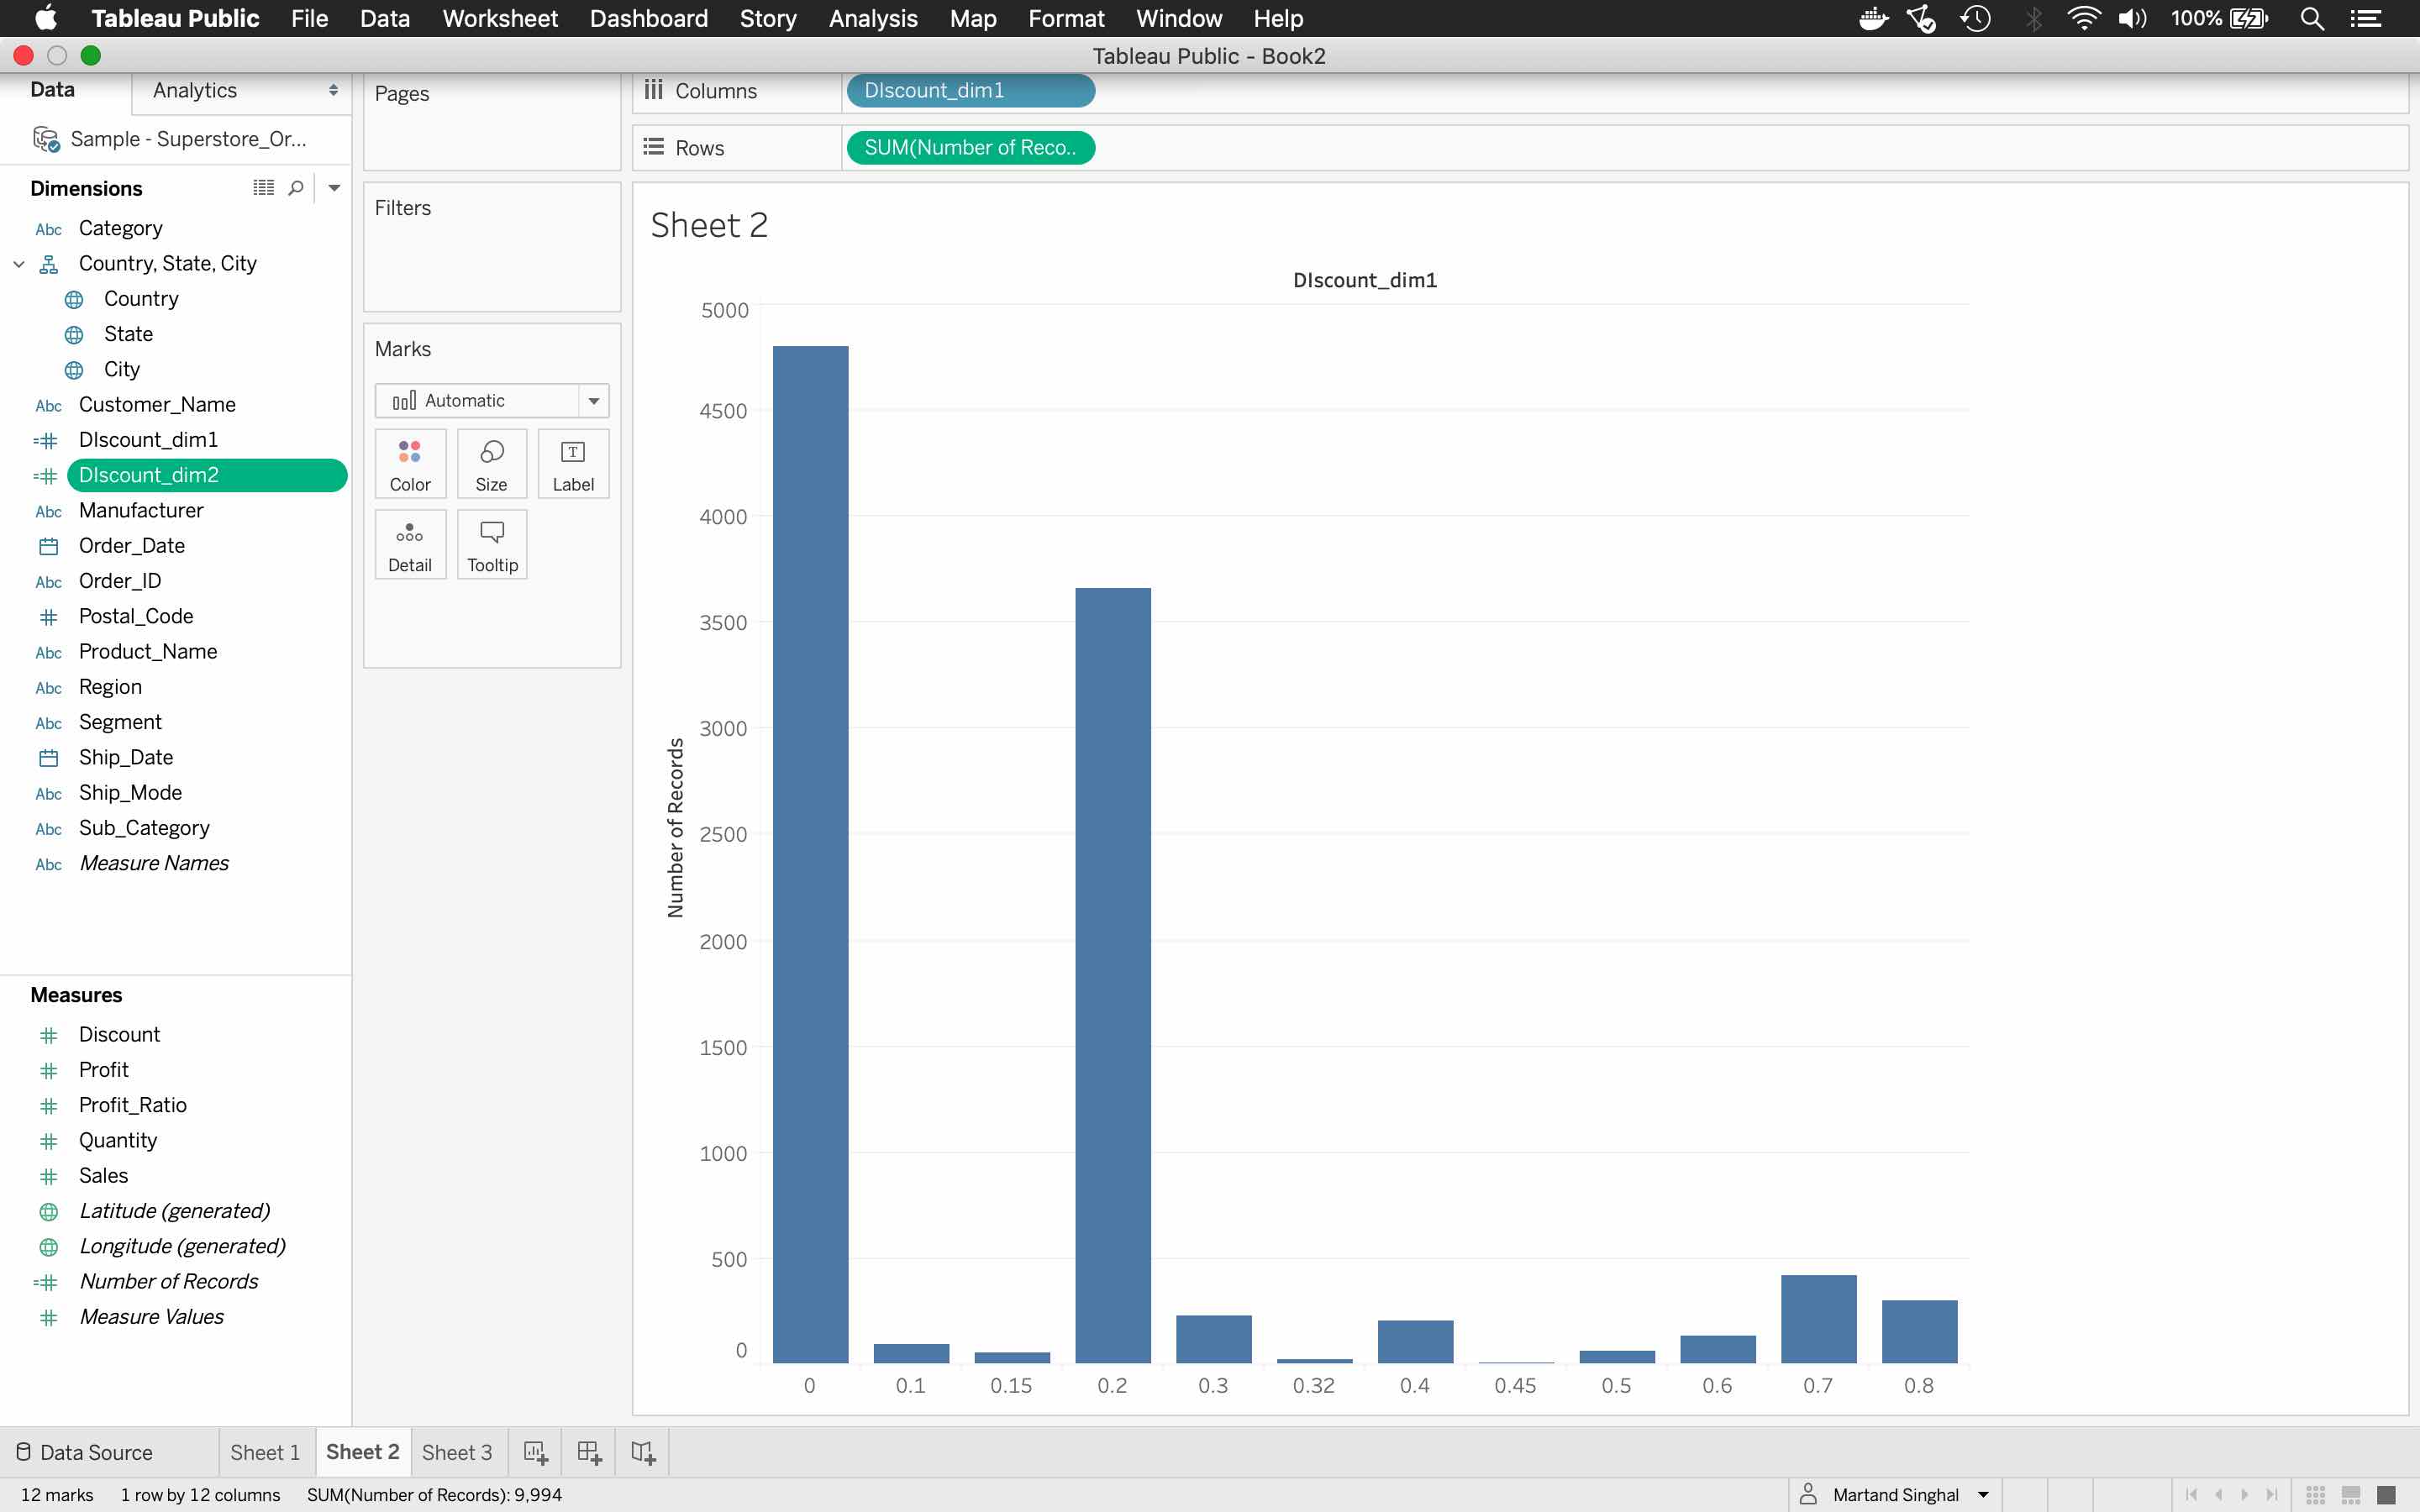 Tableau Public File Data Worksheet Dashboard Story Analysis Map Format Window Help 100%
Tableau Public - Book2
Data Analytics
Sample - Superstore_Or...
Dimensions
Abc Category
Country, State, City
Country
State
City
Abc Customer_Name
=# DIscount_dim1
=# DIscount_dim2
Abc Manufacturer
Order_Date
Abc Order_ID
# Postal_Code
Abc Product_Name
Abc Region
Abc Segment
Ship_Date
Abc Ship_Mode
Abc Sub_Category
Abc Measure Names
Measures
# Discount
# Profit
# Profit_Ratio
# Quantity
# Sales
Latitude (generated)
Longitude (generated)
=# Number of Records
# Measure Values
Pages
Filters
Marks
Automatic
Color Size T Label
Detail Tooltip
Columns DIscount_dim1
Rows SUM(Number of Reco..
Sheet 2
DIscount_dim1
Number of Records
5000
4500
4000
3500
3000
2500
2000
1500
1000
500
0
0 0.1 0.15 0.2 0.3 0.32 0.4 0.45 0.5 0.6 0.7 0.8
Data Source Sheet 1 Sheet 2 Sheet 3
12 marks 1 row by 12 columns SUM(Number of Records): 9,994 Martand Singhal